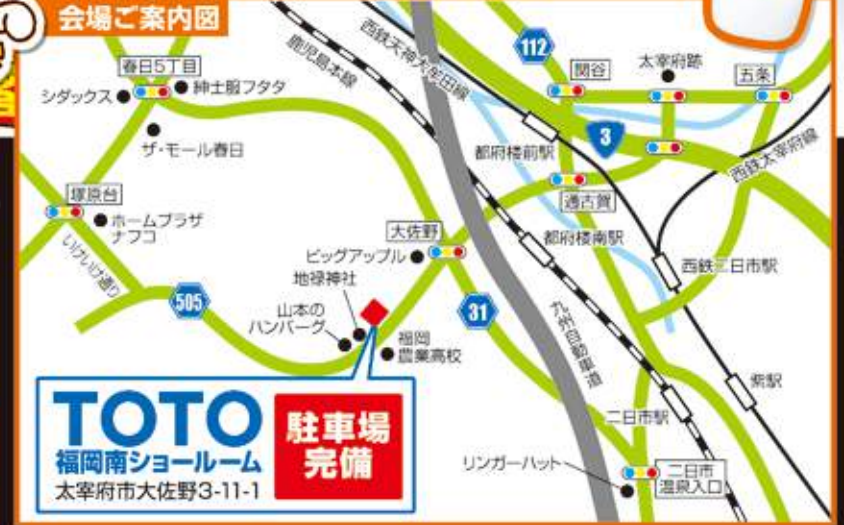 会場ご案内図
春日5丁目
シダックス
紳士服フタタ
ザ・モール春日
塚原台
ホームプラザ
ナフコ
いけいけ通り
505
鹿児島本線
西鉄天神大牟田線
112
関谷
太宰府跡
五条
3
都府楼前駅
西鉄太宰府線
通古賀
都府楼南駅
西鉄二日市駅
大佐野
ビッグアップル
地禄神社
山本の
ハンバーグ
福岡
農業高校
31
九州自動車道
紫駅
二日市駅
リンガーハット
二日市
温泉入口
TOTO
福岡南ショールーム
太宰府市大佐野3-11-1
駐車場
完備